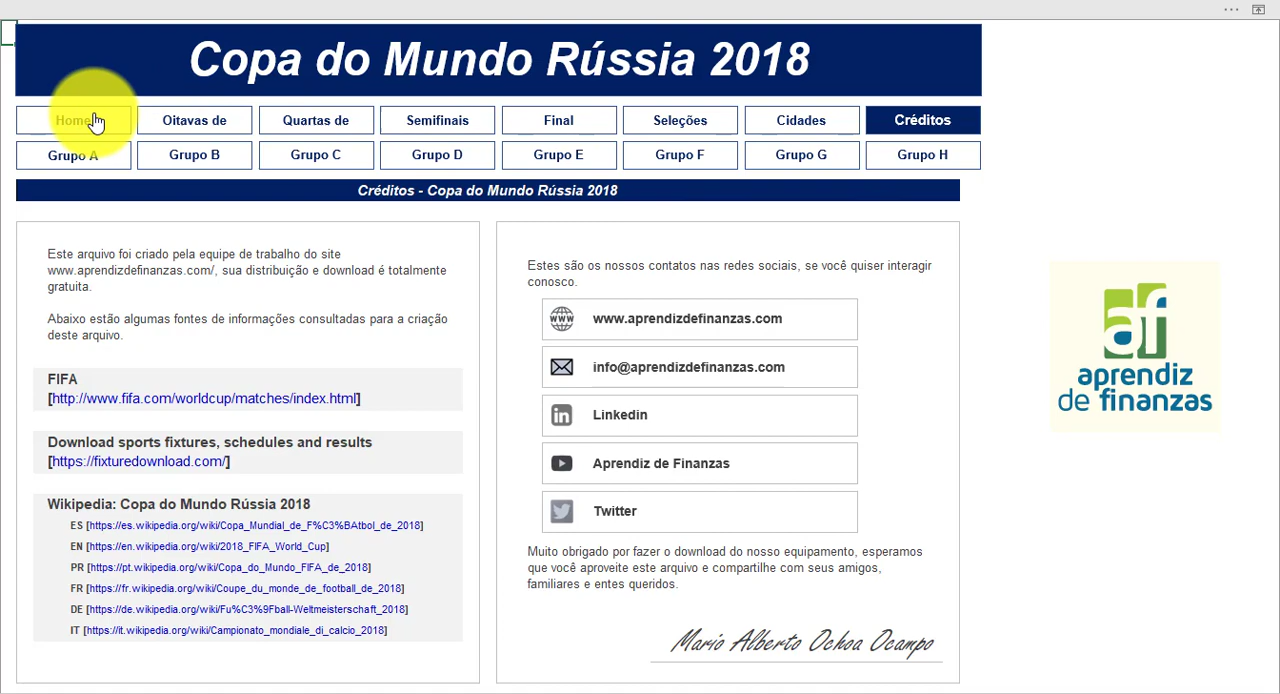 Copa do Mundo Rússia 2018
Home Oitavas de Quartas de Semifinais Final Seleções Cidades Créditos
Grupo A Grupo B Grupo C Grupo D Grupo E Grupo F Grupo G Grupo H
Créditos - Copa do Mundo Rússia 2018
Este arquivo foi criado pela equipe de trabalho do site
www.aprendizdefinanzas.com/, sua distribuição e download é totalmente
gratuita.
Abaixo estão algumas fontes de informações consultadas para a criação
deste arquivo.
FIFA
[http://www.fifa.com/worldcup/matches/index.html]
Download sports fixtures, schedules and results
[https://fixturedownload.com/]
Wikipedia: Copa do Mundo Rússia 2018
ES [https://es.wikipedia.org/wiki/Copa_Mundial_de_F%C3%BAtbol_de_2018]
EN [https://en.wikipedia.org/wiki/2018_FIFA_World_Cup]
PR [https://pt.wikipedia.org/wiki/Copa_do_Mundo_FIFA_de_2018]
FR [https://fr.wikipedia.org/wiki/Coupe_du_monde_de_football_de_2018]
DE [https://de.wikipedia.org/wiki/Fu%C3%9Fball-Weltmeisterschaft_2018]
IT [https://it.wikipedia.org/wiki/Campionato_mondiale_di_calcio_2018]
Estes são os nossos contatos nas redes sociais, se você quiser interagir
conosco.
www www.aprendizdefinanzas.com
info@aprendizdefinanzas.com
in Linkedin
Aprendiz de Finanzas
Twitter
Muito obrigado por fazer o download do nosso equipamento, esperamos
que você aproveite este arquivo e compartilhe com seus amigos,
familiares e entes queridos.
Mario Alberto Ochoa Ocampo
af
aprendiz
de finanzas